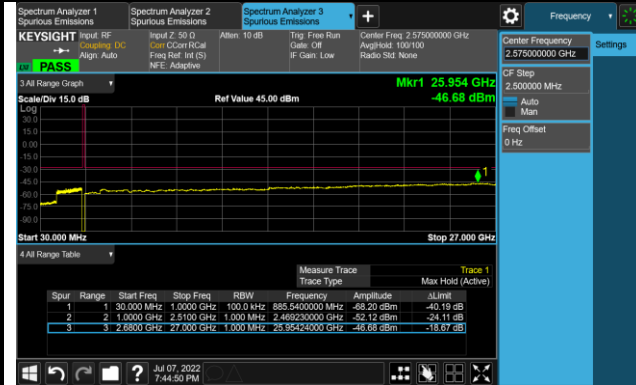 Spectrum Analyzer 1
Spurious Emissions
Spectrum Analyzer 2
Spurious Emissions
Spectrum Analyzer 3
Spurious Emissions
Frequency
KEYSIGHT
Input: RF
Coupling: DC
Align: Auto
Input Z: 50 Ω
Corr CCorr RCal
Freq Ref: Int (S)
NFE: Adaptive
Atten: 10 dB
Trig: Free Run
Gate: Off
IF Gain: Low
Center Freq: 2.575000000 GHz
Avg|Hold: 100/100
Radio Std: None
PASS
Center Frequency
2.575000000 GHz
Settings
CF Step
2.500000 MHz
Auto
Man
Freq Offset
0 Hz
3 All Range Graph
Mkr1 25.954 GHz
Scale/Div 15.0 dB
Ref Value 45.00 dBm
-46.68 dBm
Log
30.0
15.0
0.00
-15.0
-30.0
-45.0
-60.0
-75.0
-90.0
1
Start 30.000 MHz
Stop 27.000 GHz
4 All Range Table
Measure Trace Trace 1
Trace Type Max Hold (Active)
Spur Range Start Freq Stop Freq RBW Frequency Amplitude ΔLimit
1 1 30.000 MHz 1.0000 GHz 100.0 kHz 885.5400000 MHz -68.20 dBm -40.19 dB
2 2 1.0000 GHz 2.5100 GHz 1.000 MHz 2.469230000 GHz -52.12 dBm -24.11 dB
3 3 2.6800 GHz 27.000 GHz 1.000 MHz 25.95424000 GHz -46.68 dBm -18.67 dB
Jul 07, 2022
7:44:50 PM